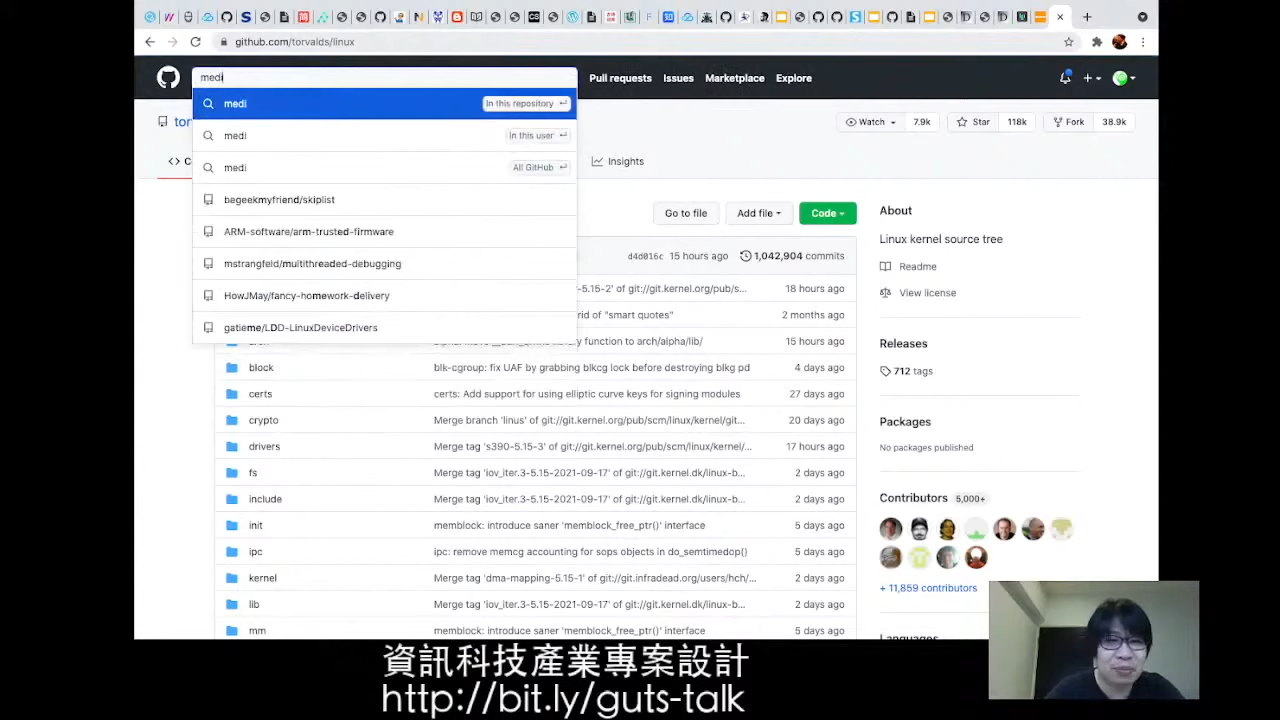 github.com/torvalds/linux
medi
Pull requests Issues Marketplace Explore
medi In this repository
medi In this user
medi All GitHub
begeekmyfriend/skiplist
ARM-software/arm-trusted-firmware
mstrangfeld/multithreaded-debugging
HowJMay/fancy-homework-delivery
gatieme/LDD-LinuxDeviceDrivers
tor
Watch 7.9k Star 118k Fork 38.9k
<> C Insights
Go to file Add file Code
d4d016c 15 hours ago 1,042,904 commits
-5.15-2' of git://git.kernel.org/pub/s... 18 hours ago
rid of "smart quotes" 2 months ago
function to arch/alpha/lib/ 15 hours ago
block blk-cgroup: fix UAF by grabbing blkcg lock before destroying blkg pd 4 days ago
certs certs: Add support for using elliptic curve keys for signing modules 27 days ago
crypto Merge branch 'linus' of git://git.kernel.org/pub/scm/linux/kernel/git... 20 days ago
drivers Merge tag 's390-5.15-3' of git://git.kernel.org/pub/scm/linux/kernel/... 17 hours ago
fs Merge tag 'iov_iter.3-5.15-2021-09-17' of git://git.kernel.dk/linux-b... 2 days ago
include Merge tag 'iov_iter.3-5.15-2021-09-17' of git://git.kernel.dk/linux-b... 2 days ago
init memblock: introduce saner 'memblock_free_ptr()' interface 5 days ago
ipc ipc: remove memcg accounting for sops objects in do_semtimedop() 5 days ago
kernel Merge tag 'dma-mapping-5.15-1' of git://git.infradead.org/users/hch/... 2 days ago
lib Merge tag 'iov_iter.3-5.15-2021-09-17' of git://git.kernel.dk/linux-b... 2 days ago
mm memblock: introduce saner 'memblock_free_ptr()' interface 5 days ago
About
Linux kernel source tree
Readme
View license
Releases
712 tags
Packages
No packages published
Contributors 5,000+
+ 11,859 contributors
Languages
資訊科技產業專案設計
http://bit.ly/guts-talk